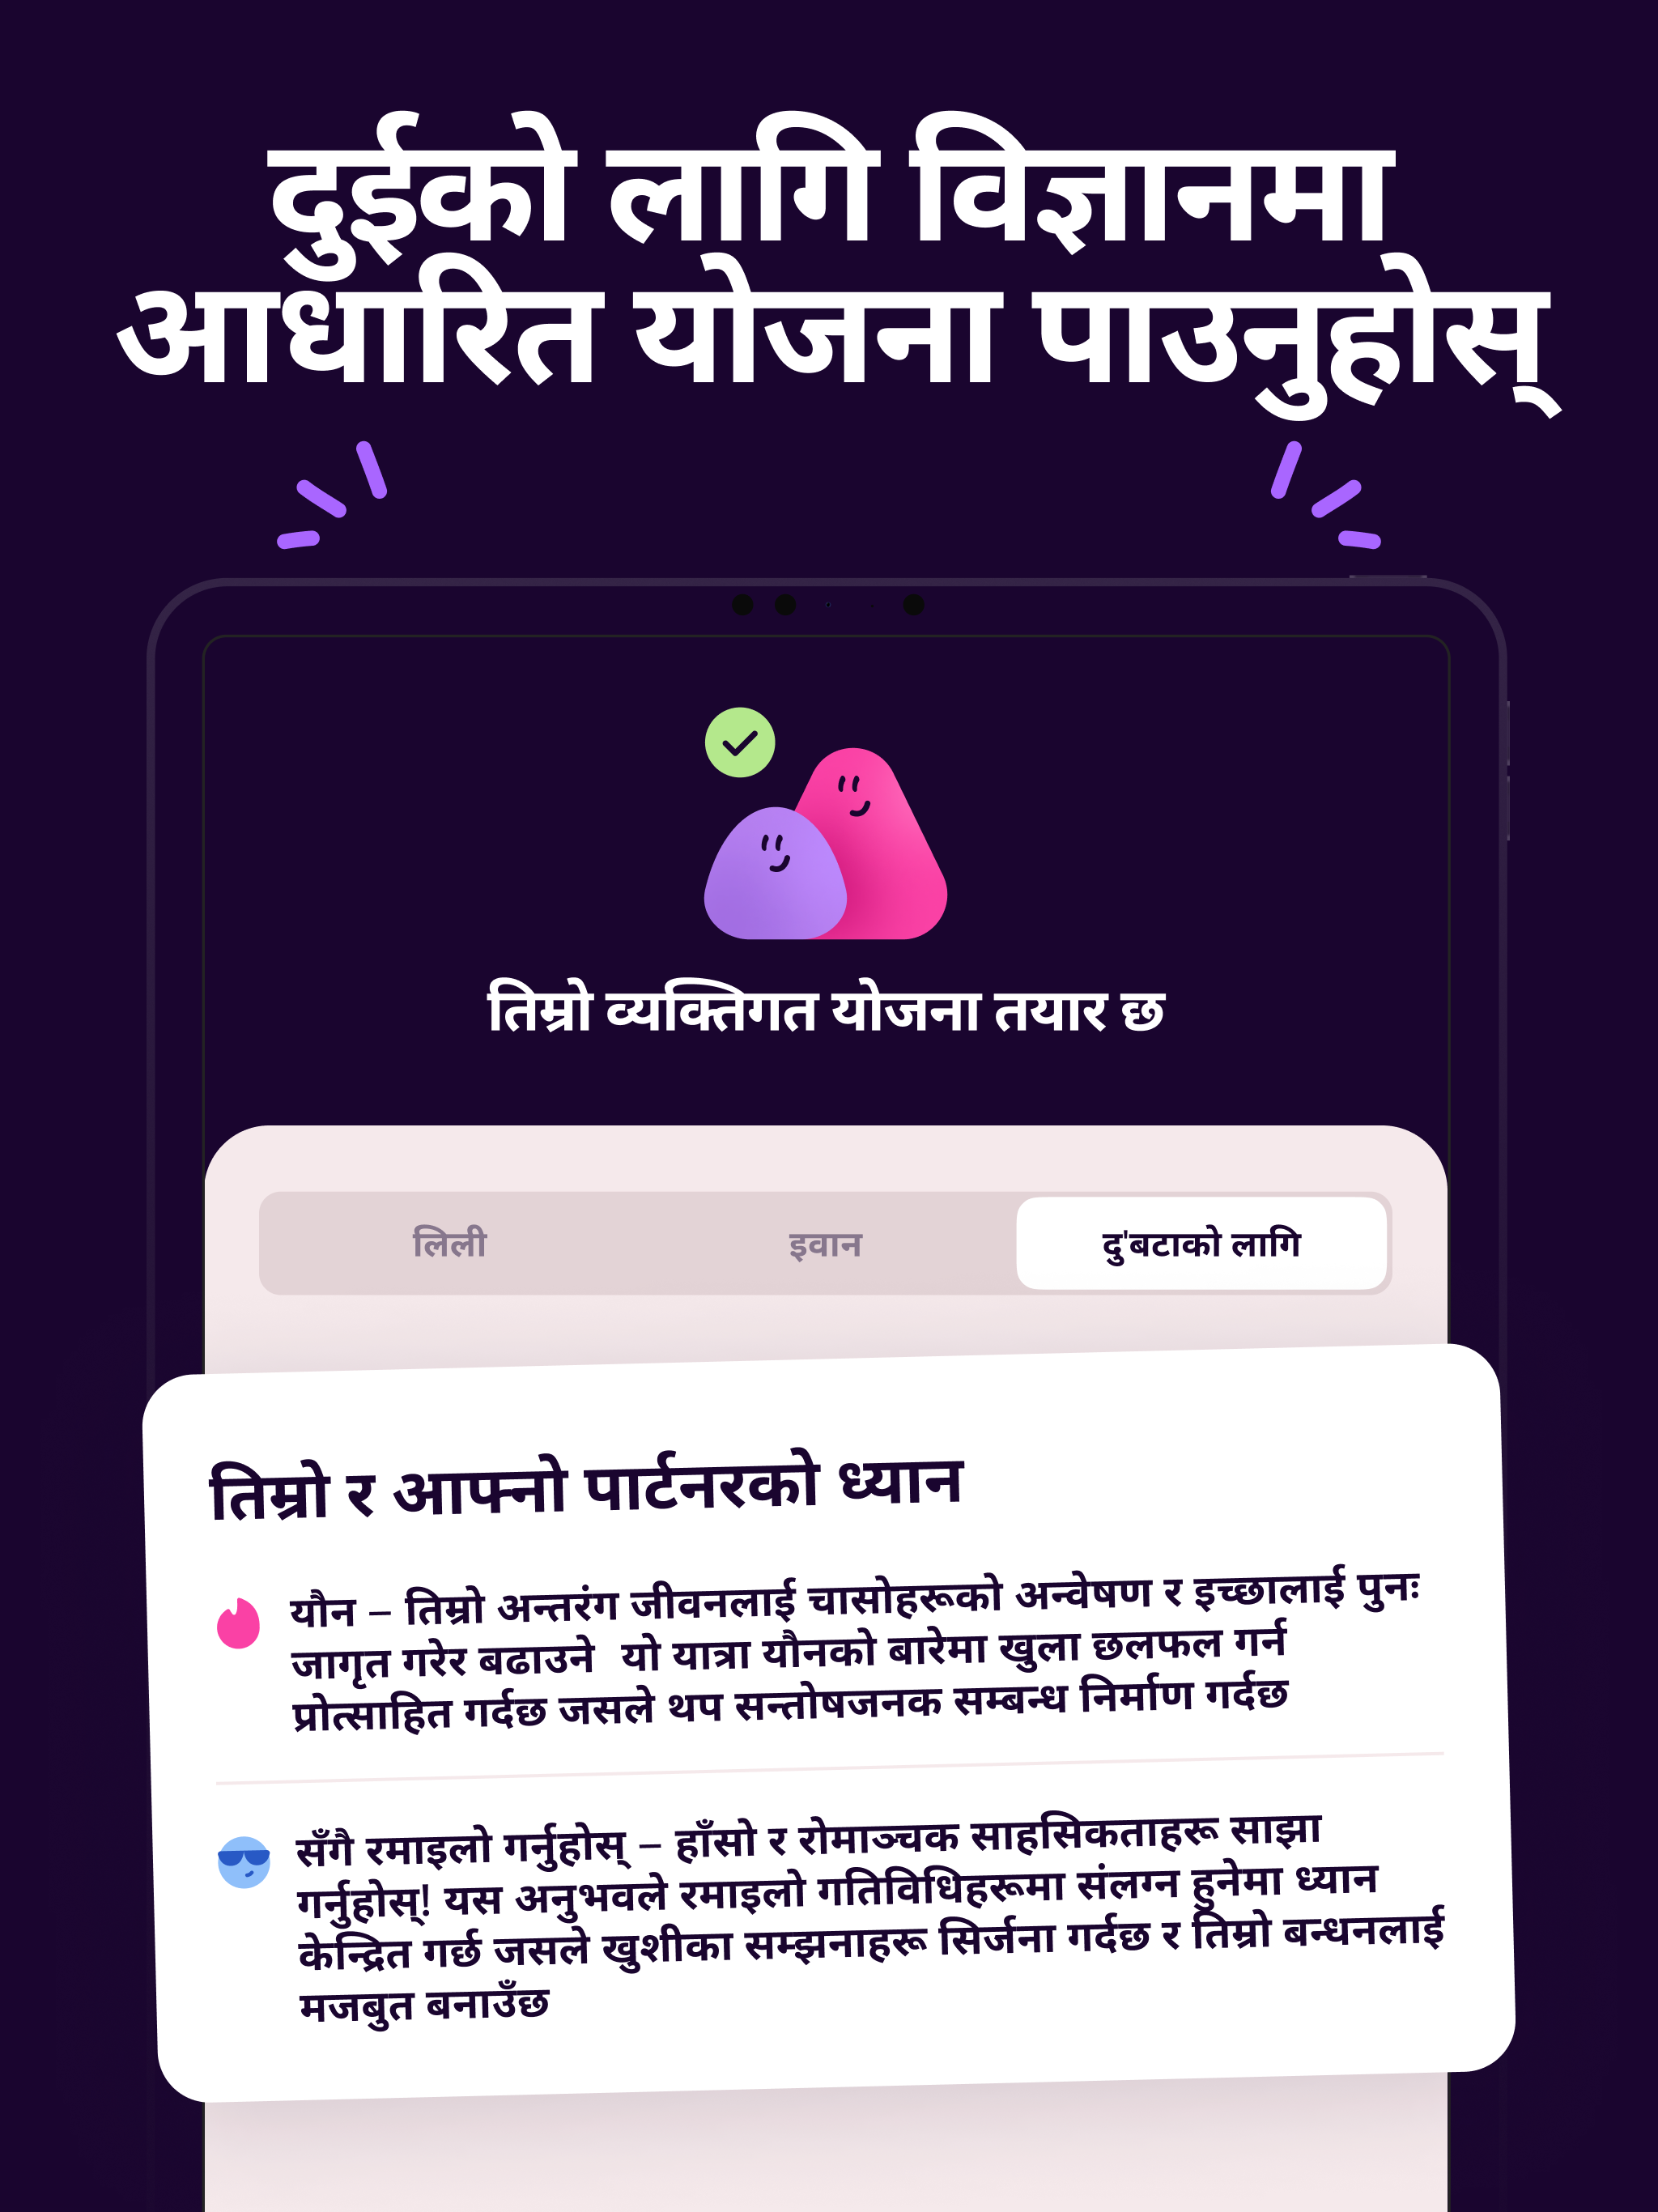 दुईको लागि विज्ञानमा
आधारित योजना पाउनुहोस्
तिम्रो व्यक्तिगत योजना तयार छ
लिली
इवान
दु'बटाको लागि
तिम्रो र आफ्नो पार्टनरको ध्यान
यौन – तिम्रो अन्तरंग जीवनलाई चासोहरूको अन्वेषण र इच्छालाई पुनः
जागृत गरेर बढाउने  यो यात्रा यौनको बारेमा खुला छलफल गर्न
प्रोत्साहित गर्दछ जसले थप सन्तोषजनक सम्बन्ध निर्माण गर्दछ
सँगै रमाइलो गर्नुहोस् – हाँसो र रोमाञ्चक साहसिकताहरू साझा
गर्नुहोस्! यस अनुभवले रमाइलो गतिविधिहरूमा संलग्न हुनेमा ध्यान
केन्द्रित गर्छ जसले खुशीका सम्झनाहरू सिर्जना गर्दछ र तिम्रो बन्धनलाई
मजबुत बनाउँछ